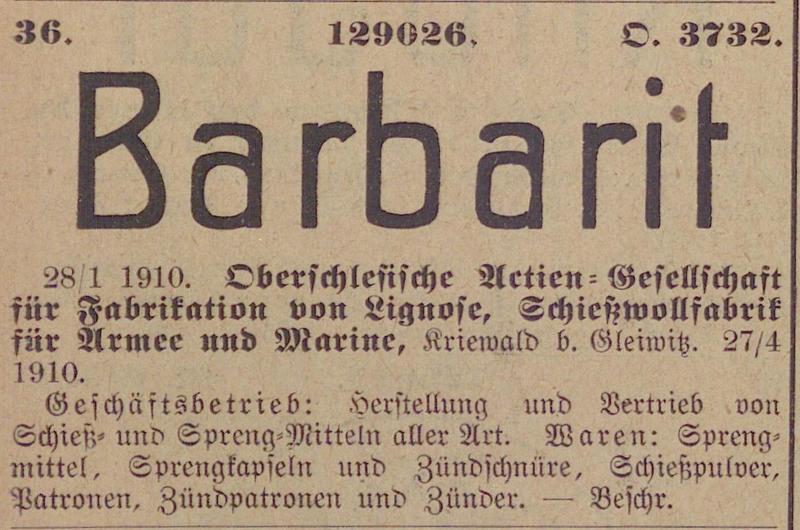 36. 129026. O. 3732.
Barbarit
28/1 1910. Oberschlesische Actien-Gesellschaft
für Fabrikation von Lignose, Schießwollfabrik
für Armee und Marine, Kriewald b. Gleiwitz. 27/4
1910.
Geschäftsbetrieb: Herstellung und Vertrieb von
Schieß- und Spreng-Mitteln aller Art. Waren: Spreng-
mittel, Sprengkapseln und Zündschnüre, Schießpulver,
Patronen, Zündpatronen und Zünder. — Beschr.